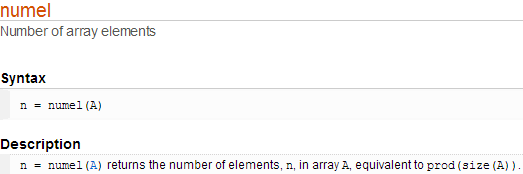 numel
Number of array elements
Syntax
n = numel(A)
Description
n = numel(A) returns the number of elements, n, in array A, equivalent to prod(size(A)).